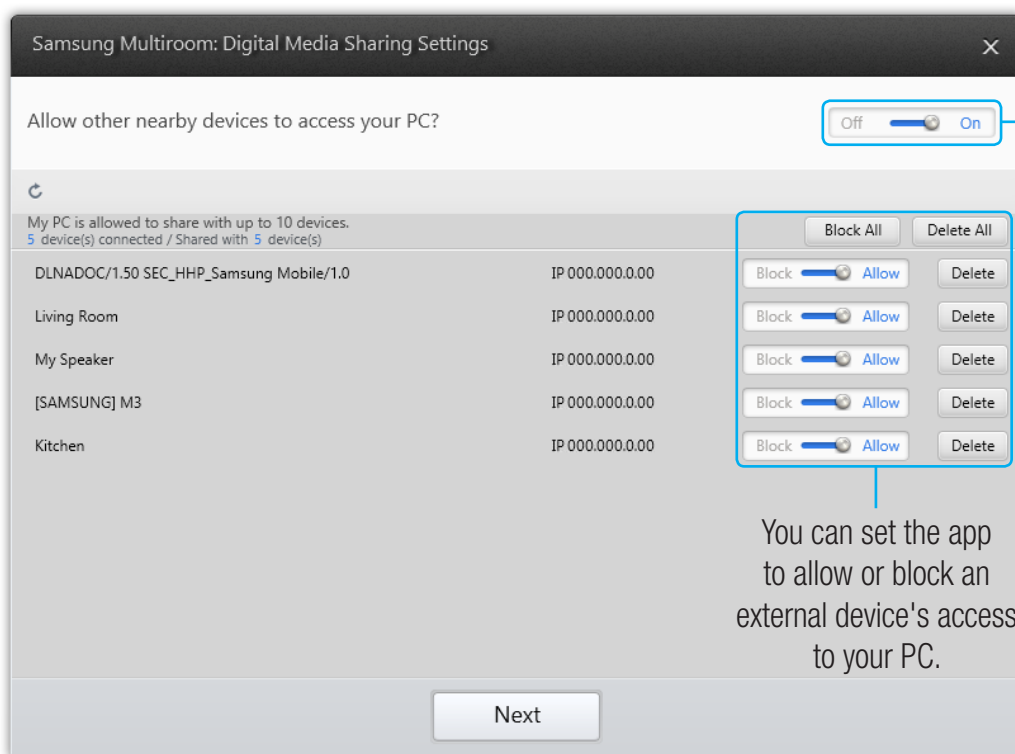 Samsung Multiroom: Digital Media Sharing Settings
Allow other nearby devices to access your PC?
Off On
My PC is allowed to share with up to 10 devices.
5 device(s) connected / Shared with 5 device(s)
Block All Delete All
DLNADOC/1.50 SEC_HHP_Samsung Mobile/1.0 IP 000.000.0.00 Block Allow Delete
Living Room IP 000.000.0.00 Block Allow Delete
My Speaker IP 000.000.0.00 Block Allow Delete
[SAMSUNG] M3 IP 000.000.0.00 Block Allow Delete
Kitchen IP 000.000.0.00 Block Allow Delete
You can set the app
to allow or block an
external device's access
to your PC.
Next